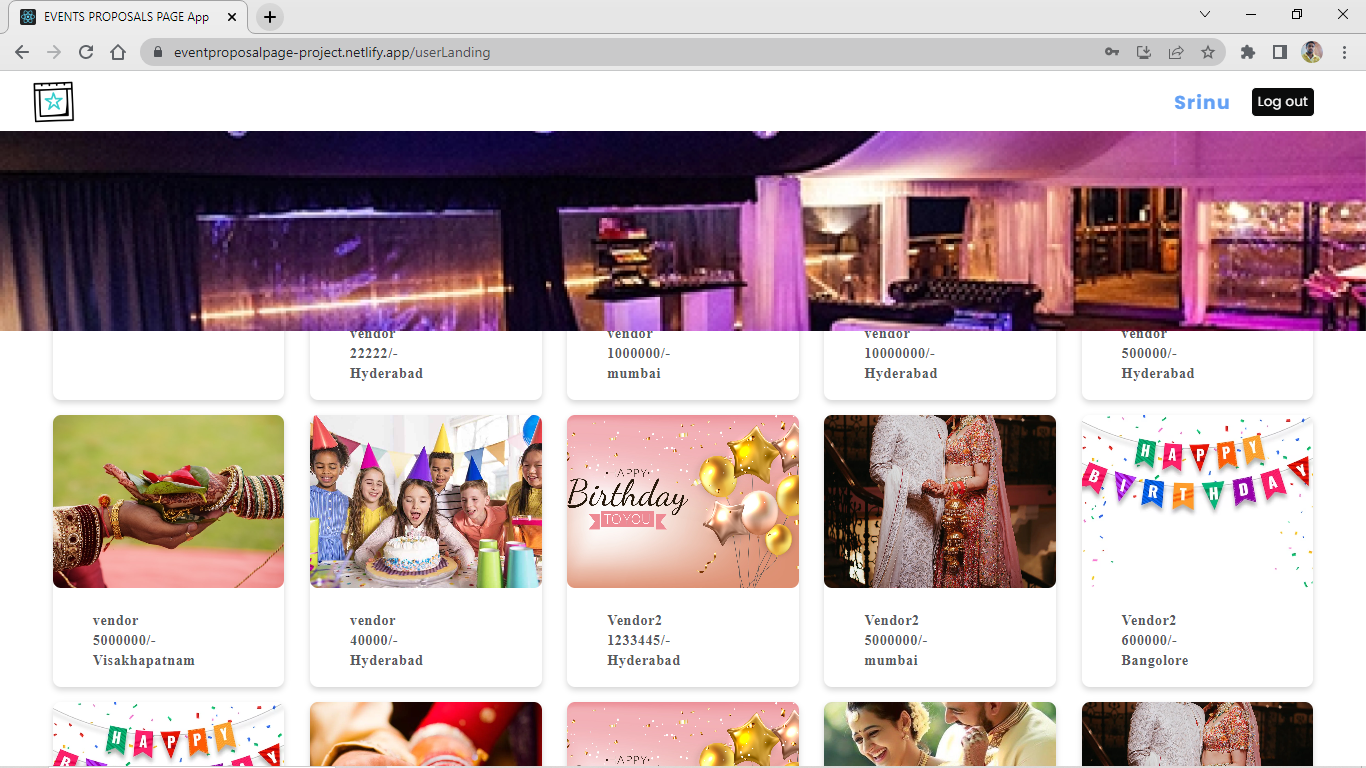 EVENTS PROPOSALS PAGE App
eventproposalpage-project.netlify.app/userLanding
Srinu
Log out
vendor
22222/-
Hyderabad
vendor
1000000/-
mumbai
vendor
10000000/-
Hyderabad
vendor
500000/-
Hyderabad
APPY
Birthday
TO YOU
HAPPY
BIRTHDAY
vendor
5000000/-
Visakhapatnam
vendor
40000/-
Hyderabad
Vendor2
1233445/-
Hyderabad
Vendor2
5000000/-
mumbai
Vendor2
600000/-
Bangolore
HAPPY
APPY